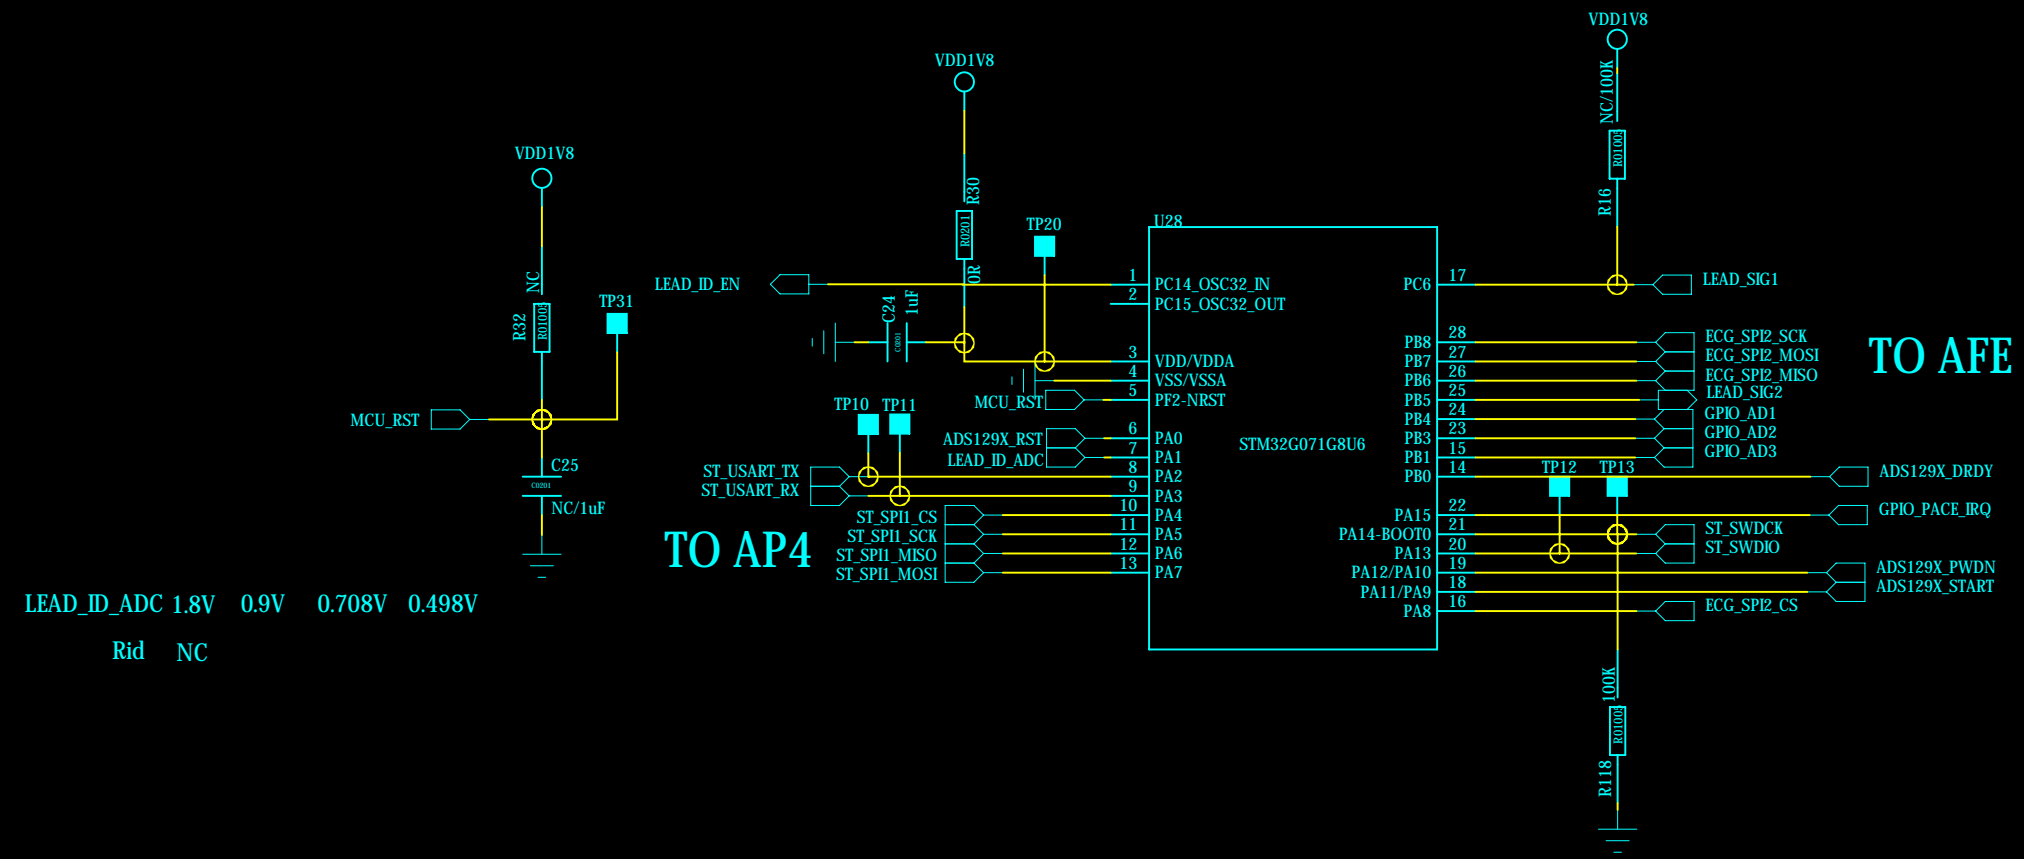 VDD1V8
NC/100K
R01005
R16
VDD1V8
R30
R0201
0R
VDD1V8
NC
R32
R01005
TP31
MCU_RST
C25
C0201
NC/1uF
LEAD_ID_EN
C24
1uF
C0201
TP20
U28
1 PC14_OSC32_IN
2 PC15_OSC32_OUT
3 VDD/VDDA
4 VSS/VSSA
MCU_RST 5 PF2-NRST
TP10 TP11
ADS129X_RST 6 PA0
LEAD_ID_ADC 7 PA1
ST_USART_TX 8 PA2
ST_USART_RX 9 PA3
ST_SPI1_CS 10 PA4
ST_SPI1_SCK 11 PA5
ST_SPI1_MISO 12 PA6
ST_SPI1_MOSI 13 PA7
TO AP4
STM32G071G8U6
PC6 17 LEAD_SIG1
PB8 28 ECG_SPI2_SCK
PB7 27 ECG_SPI2_MOSI
PB6 26 ECG_SPI2_MISO
PB5 25 LEAD_SIG2
PB4 24 GPIO_AD1
PB3 23 GPIO_AD2
PB1 15 GPIO_AD3
PB0 14 ADS129X_DRDY
TP12 TP13
PA15 22 GPIO_PACE_IRQ
PA14-BOOT0 21 ST_SWDCK
PA13 20 ST_SWDIO
PA12/PA10 19 ADS129X_PWDN
PA11/PA9 18 ADS129X_START
PA8 16 ECG_SPI2_CS
TO AFE
100K
R01005
R118
LEAD_ID_ADC 1.8V 0.9V 0.708V 0.498V
Rid NC